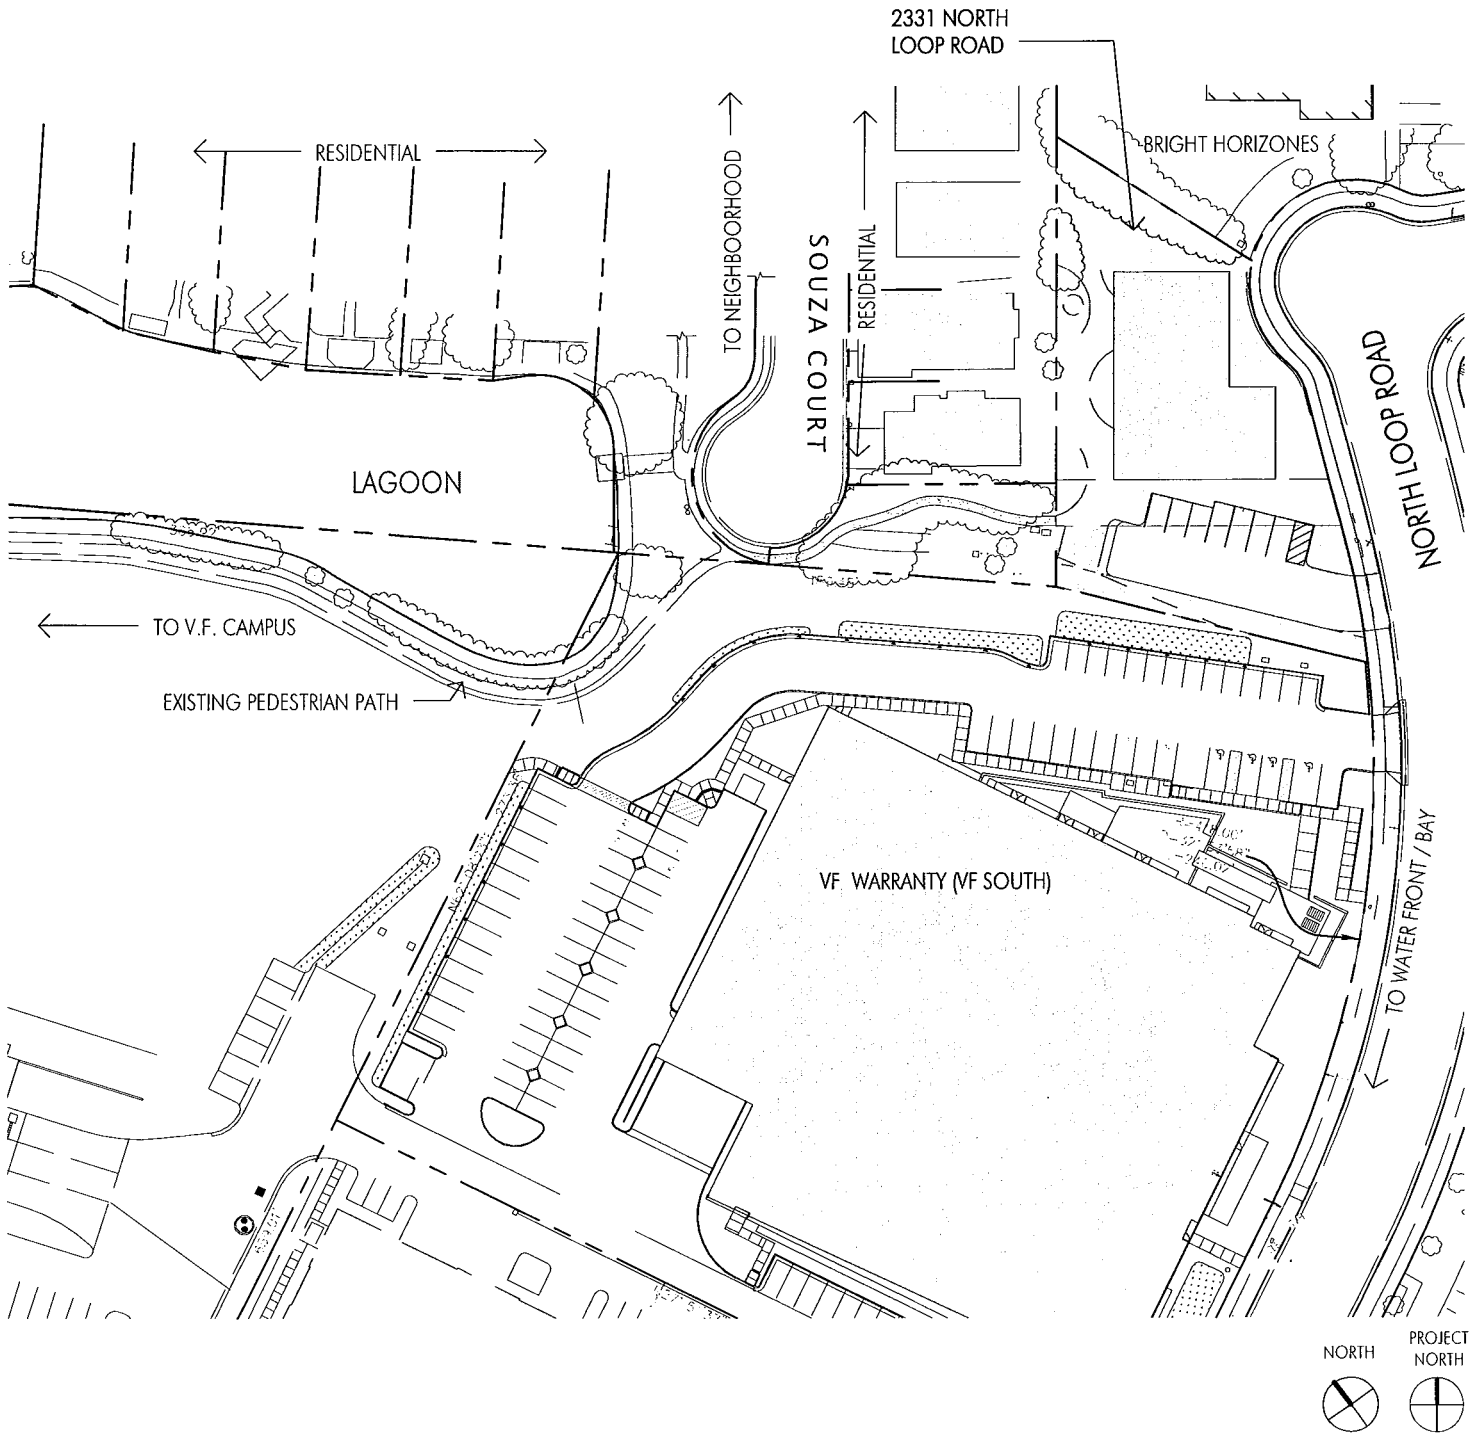 2331 NORTH
LOOP ROAD
RESIDENTIAL
BRIGHT HORIZONES
TO NEIGHBOORHOOD
SOUZA COURT
RESIDENTIAL
NORTH LOOP ROAD
LAGOON
TO V.F. CAMPUS
EXISTING PEDESTRIAN PATH
VF WARRANTY (VF SOUTH)
TO WATER FRONT / BAY
NORTH
PROJECT
NORTH